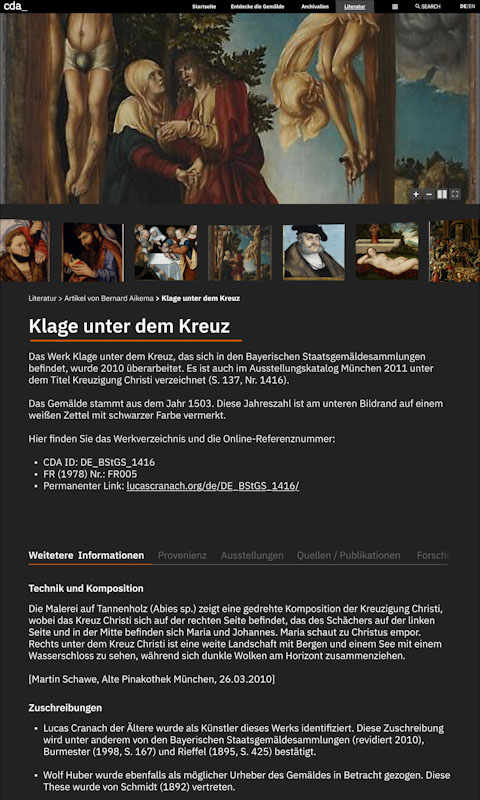 cda_
Startseite Entdecke die Gemälde Archivalien Literatur SEARCH DE/EN
Literatur > Artikel von Bernard Aikema > Klage unter dem Kreuz
Klage unter dem Kreuz
Das Werk Klage unter dem Kreuz, das sich in den Bayerischen Staatsgemäldesammlungen
befindet, wurde 2010 überarbeitet. Es ist auch im Ausstellungskatalog München 2011 unter
dem Titel Kreuzigung Christi verzeichnet (S. 137, Nr. 1416).
Das Gemälde stammt aus dem Jahr 1503. Diese Jahreszahl ist am unteren Bildrand auf einem
weißen Zettel mit schwarzer Farbe vermerkt.
Hier finden Sie das Werkverzeichnis und die Online-Referenznummer:
• CDA ID: DE_BStGS_1416
• FR (1978) Nr.: FR005
• Permanenter Link: lucascranach.org/de/DE_BStGS_1416/
Weitetere Informationen Provenienz Ausstellungen Quellen / Publikationen Forsch
Technik und Komposition
Die Malerei auf Tannenholz (Abies sp.) zeigt eine gedrehte Komposition der Kreuzigung Christi,
wobei das Kreuz Christi sich auf der rechten Seite befindet, das des Schächers auf der linken
Seite und in der Mitte befinden sich Maria und Johannes. Maria schaut zu Christus empor.
Rechts unter dem Kreuz Christi ist eine weite Landschaft mit Bergen und einem See mit einem
Wasserschloss zu sehen, während sich dunkle Wolken am Horizont zusammenziehen.
[Martin Schawe, Alte Pinakothek München, 26.03.2010]
Zuschreibungen
• Lucas Cranach der Ältere wurde als Künstler dieses Werks identifiziert. Diese Zuschreibung
wird unter anderem von den Bayerischen Staatsgemäldesammlungen (revidiert 2010),
Burmester (1998, S. 167) und Rieffel (1895, S. 425) bestätigt.
• Wolf Huber wurde ebenfalls als möglicher Urheber des Gemäldes in Betracht gezogen. Diese
These wurde von Schmidt (1892) vertreten.